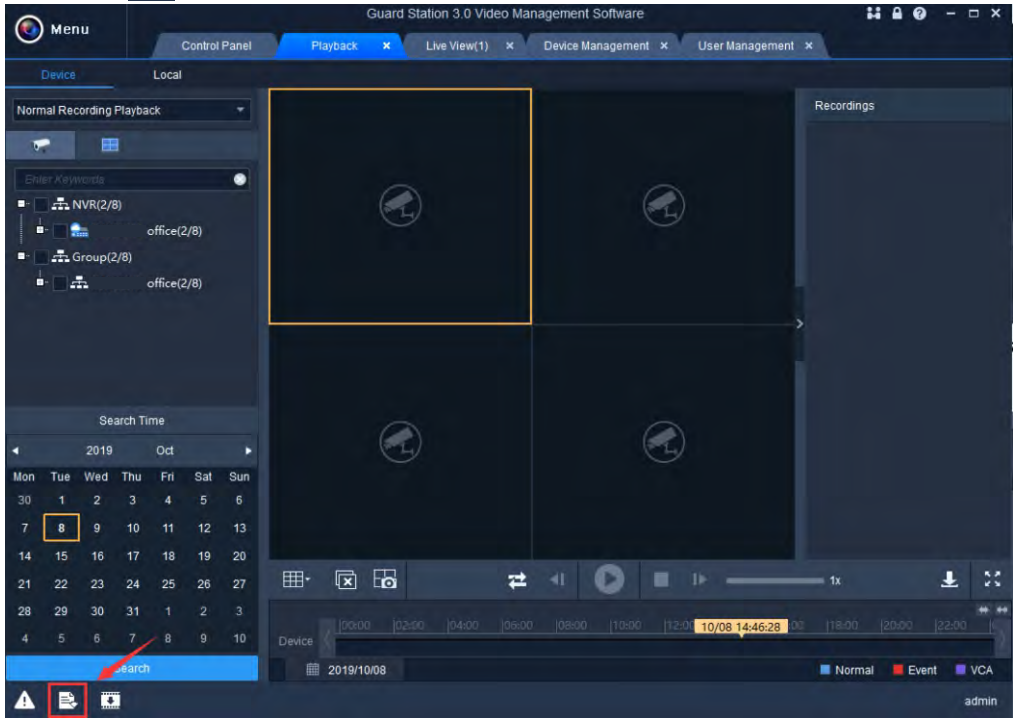 Guard Station 3.0 Video Management Software
Menu
Control Panel
Playback
Live View(1)
Device Management
User Management
Device
Local
Normal Recording Playback
Recordings
Enter Keywords
NVR(2/8)
office(2/8)
Group(2/8)
office(2/8)
Search Time
2019 Oct
Mon Tue Wed Thu Fri Sat Sun
30 1 2 3 4 5 6
7 8 9 10 11 12 13
14 15 16 17 18 19 20
21 22 23 24 25 26 27
28 29 30 31 1 2 3
4 5 6 7 8 9 10
Search
1x
00:00 02:00 04:00 06:00 08:00 10:00 12:00 10/08 14:46:28 18:00 20:00 22:00
Device
2019/10/08
Normal Event VCA
admin